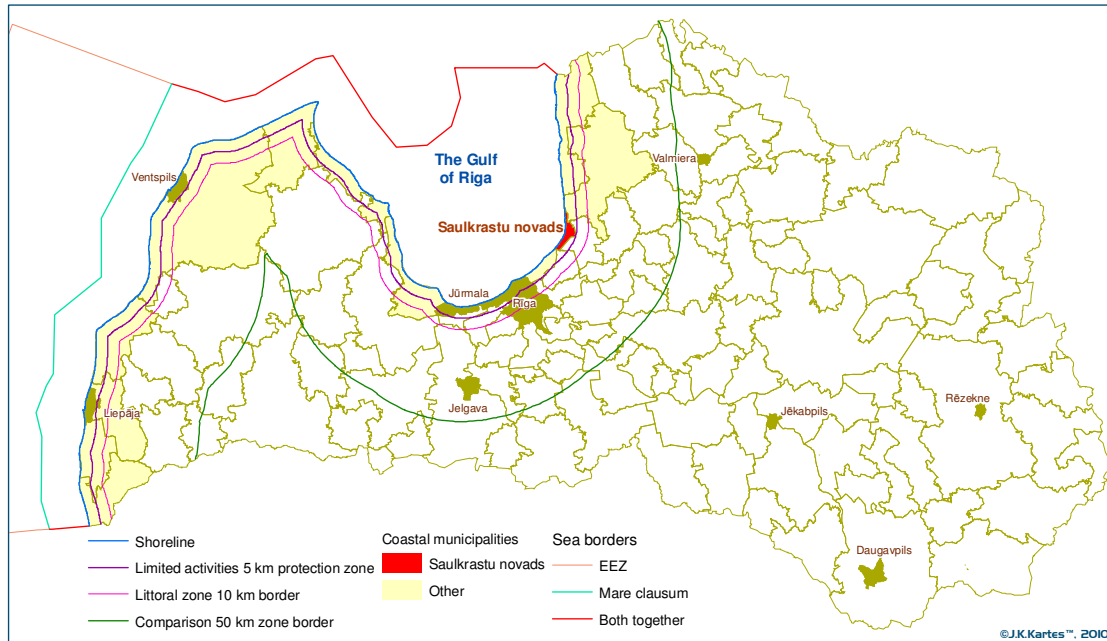 The Gulf
of Riga
Valmiera
Ventspils
Saulkrastu novads
Jūrmala
Rīga
Liepāja
Jelgava
Jēkabpils
Rēzekne
Daugavpils
Shoreline
Limited activities 5 km protection zone
Littoral zone 10 km border
Comparison 50 km zone border
Coastal municipalities
Saulkrastu novads
Other
Sea borders
EEZ
Mare clausum
Both together
©J.K.Kartes™, 2010